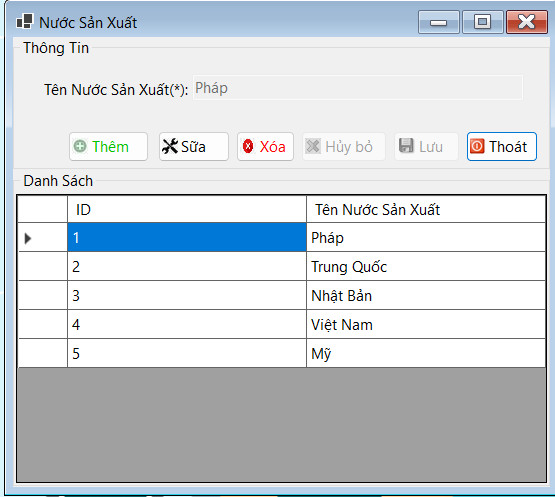 Nước Sản Xuất
Thông Tin
Tên Nước Sản Xuất(*): Pháp
Thêm Sữa Xóa Hủy bỏ Lưu Thoát
Danh Sách
ID Tên Nước Sản Xuất
1 Pháp
2 Trung Quốc
3 Nhật Bản
4 Việt Nam
5 Mỹ